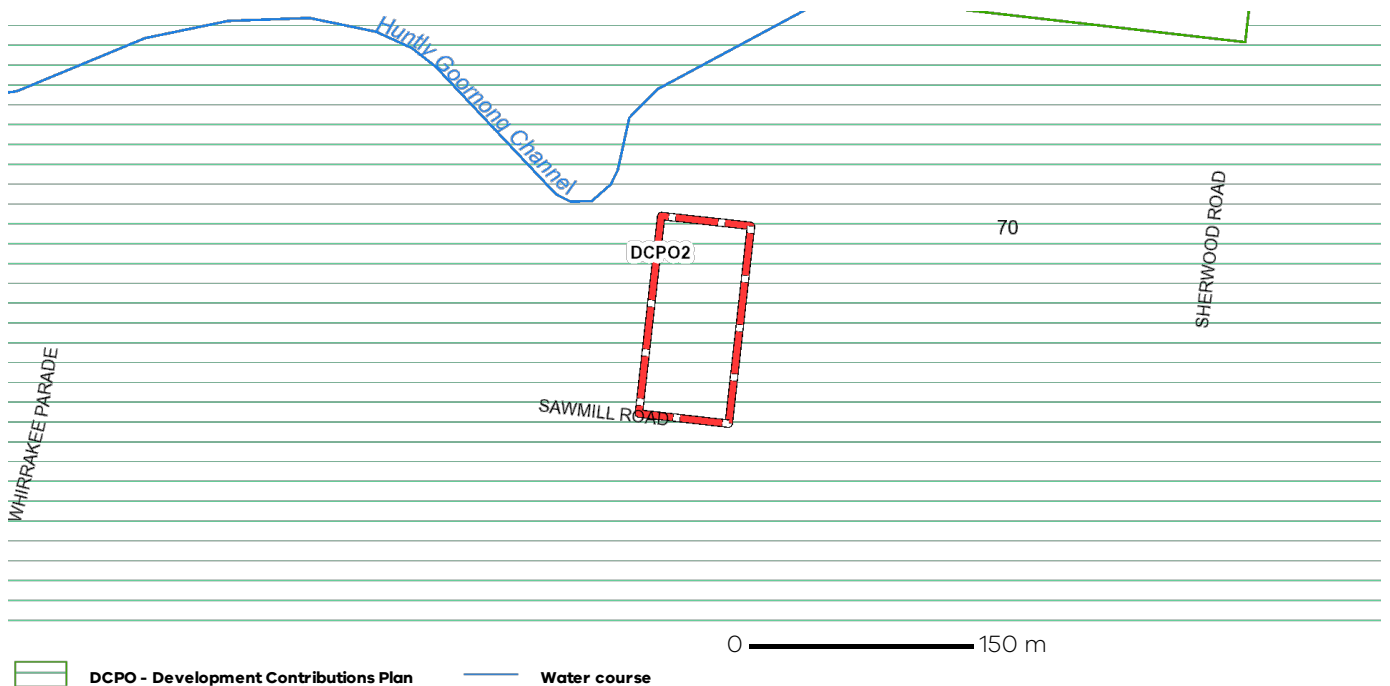 Huntly Goornong Channel
70
SHERWOOD ROAD
DCPO2
WHIRRAKEE PARADE
SAWMILL ROAD
0 150 m
DCPO - Development Contributions Plan
Water course